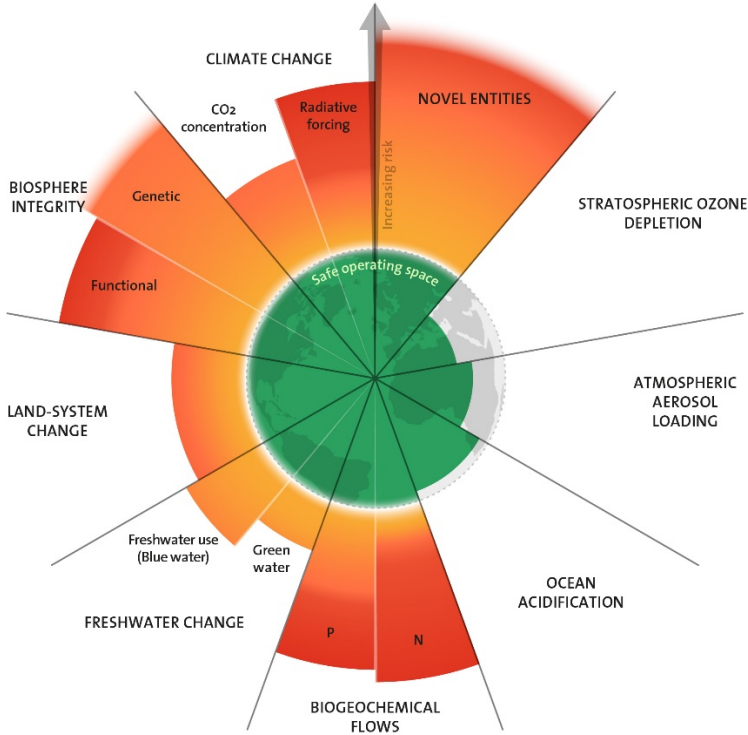 CLIMATE CHANGE
CO2
concentration
Radiative
forcing
Increasing risk
NOVEL ENTITIES
STRATOSPHERIC OZONE
DEPLETION
BIOSPHERE
INTEGRITY
Genetic
Functional
Safe operating space
ATMOSPHERIC
AEROSOL
LOADING
LAND-SYSTEM
CHANGE
Freshwater use
(Blue water)
Green
water
FRESHWATER CHANGE
P
N
OCEAN
ACIDIFICATION
BIOGEOCHEMICAL
FLOWS